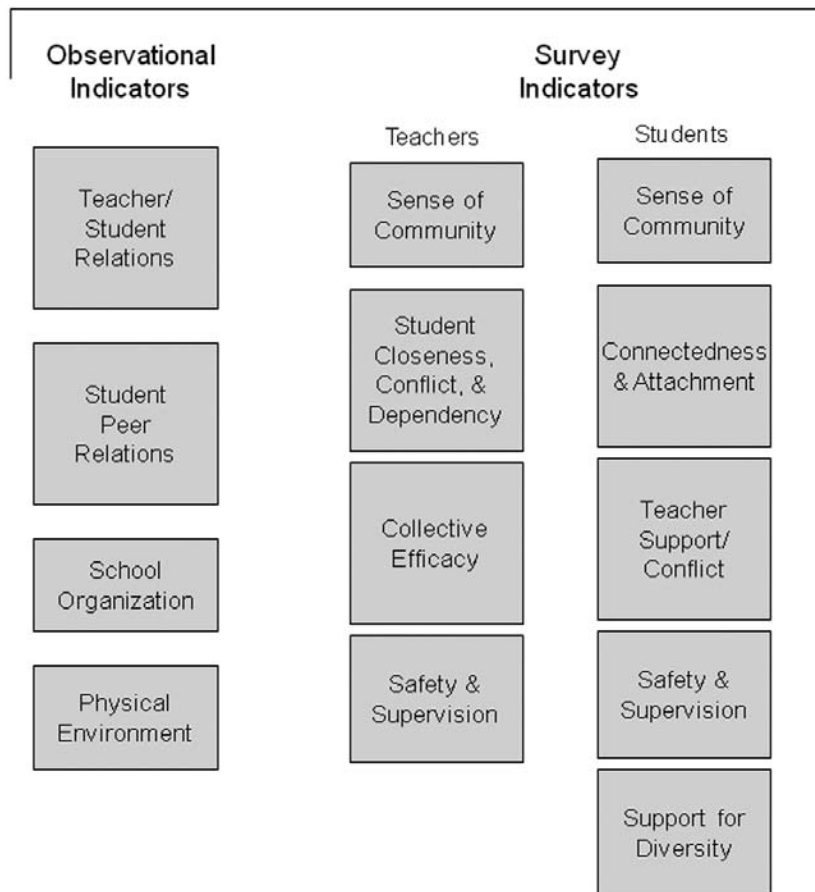 Observational
Indicators
Teacher/
Student
Relations
Student
Peer
Relations
School
Organization
Physical
Environment
Survey
Indicators
Teachers
Sense of
Community
Student
Closeness,
Conflict, &
Dependency
Collective
Efficacy
Safety &
Supervision
Students
Sense of
Community
Connectedness
& Attachment
Teacher
Support/
Conflict
Safety &
Supervision
Support for
Diversity